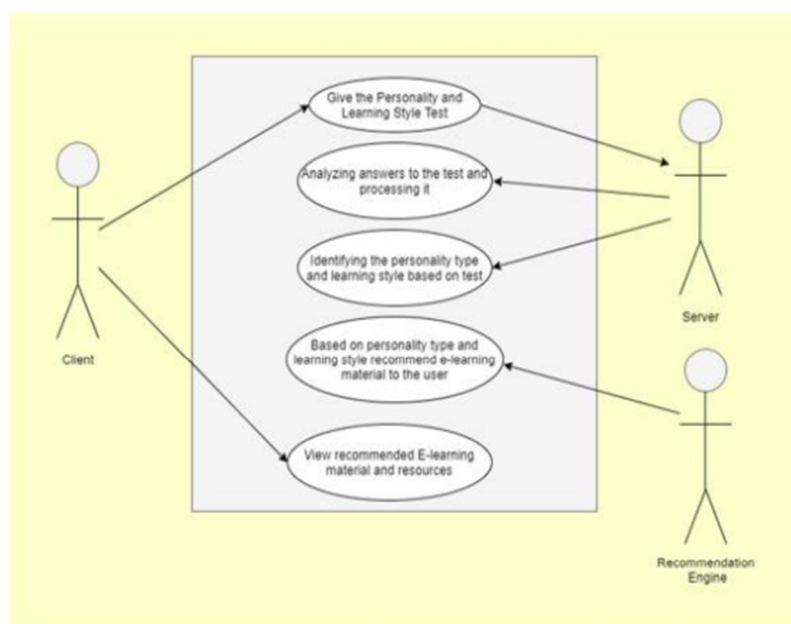 Give the Personality and
Learning Style Test
Analyzing answers to the test and
processing it
Identifying the personality type
and learning style based on test
Based on personality type and
learning style recommend e-learning
material to the user
View recommended E-learning
material and resources
Client
Server
Recommendation
Engine